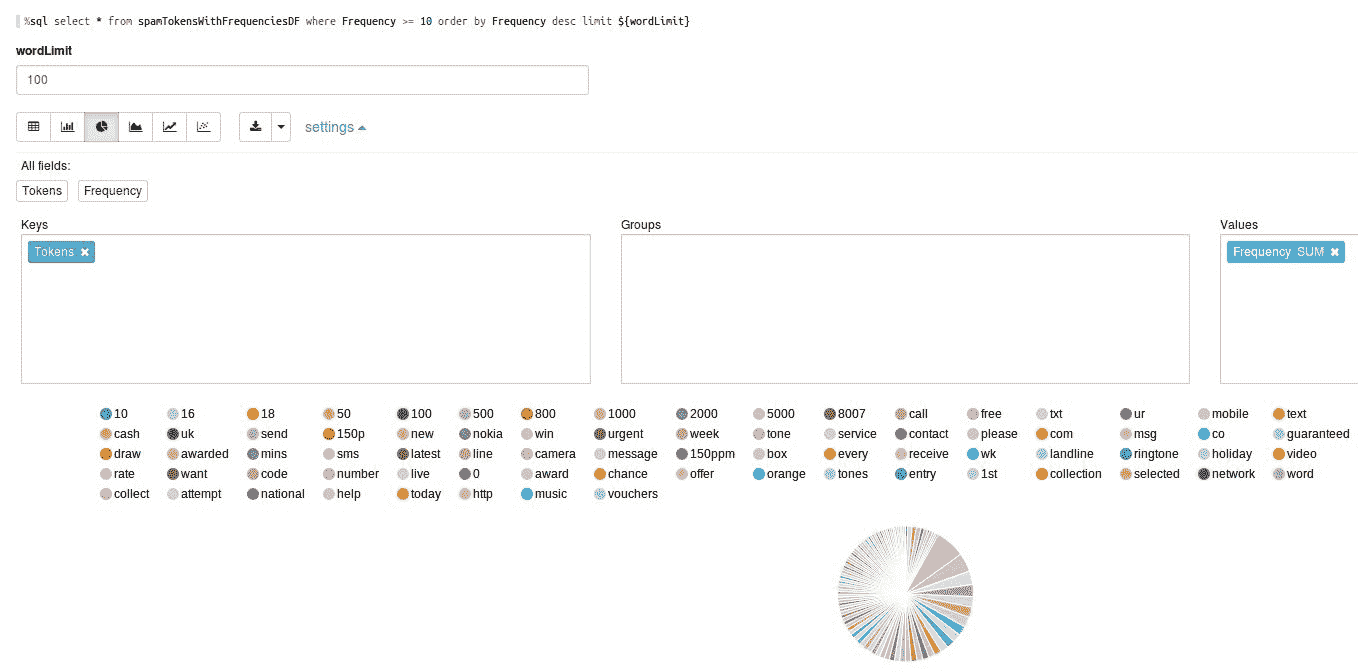 %sql select * from spamTokensWithFrequenciesDF where Frequency >= 10 order by Frequency desc limit ${wordLimit}
wordLimit
100
settings
All fields:
Tokens Frequency
Keys Groups Values
Tokens Frequency SUM
10 16 18 50 100 500 800 1000 2000 5000 8007 call free txt ur mobile text
cash uk send 150p new nokia win urgent week tone service contact please com msg co guaranteed
draw awarded mins sms latest line camera message 150ppm box every receive wk landline ringtone holiday video
rate want code number live 0 award chance offer orange tones entry 1st collection selected network word
collect attempt national help today http music vouchers